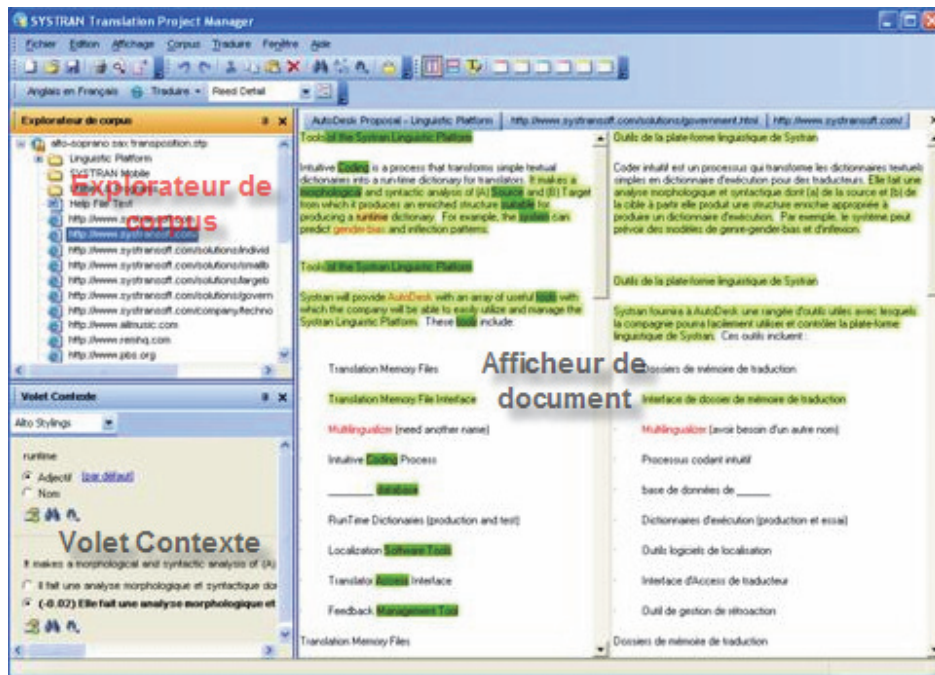 SYSTRAN Translation Project Manager
Fichier Edition Affichage Corpus Traduire Fenêtre Aide
Anglais en Français Traduire Reed Detail
Explorateur de corpus
alto-soprano sax transposition.stp
Linguistic Platform
SYSTRAN Mobile
Help File Test
http://www.systransoft.com/
http://www.systransoft.com/solutions/individ
http://www.systransoft.com/solutions/smallb
http://www.systransoft.com/solutions/largeb
http://www.systransoft.com/solutions/govern
http://www.systransoft.com/company/techno
http://www.allmusic.com
http://www.remhq.com
http://www.pbs.org
Explorateur de
corpus
Volet Contexte
Alto Stylings
runtime
Adjectif (par défaut)
Nom
Volet Contexte
It makes a morphological and syntactic analysis of (A)
Il fait une analyse morphologique et syntactique don
(-0.02) Elle fait une analyse morphologique et
AutoDesk Proposal - Linguistic Platform http://www.systransoft.com/solutions/government.html http://www.systransoft.com/
Tools of the Systran Linguistic Platform
Intuitive Coding is a process that transforms simple textual
dictionaries into a run-time dictionary for translators. It makes a
morphological and syntactic analysis of (A) Source and (B) Target
from which it produces an enriched structure suitable for
producing a runtime dictionary. For example, the system can
predict gender-bias and inflection patterns.
Tools of the Systran Linguistic Platform
Systran will provide AutoDesk with an array of useful tools with
which the company will be able to easily utilize and manage the
Systran Linguistic Platform. These tools include:
Translation Memory Files
Translation Memory File Interface
Multilingualizer (need another name)
Intuitive Coding Process
_______ database
RunTime Dictionaries (production and test)
Localization Software Tools
Translator Access Interface
Feedback Management Tool
Translation Memory Files
Outils de la plate-forme linguistique de Systran
Coder intuitif est un processus qui transforme les dictionnaires textuels
simples en dictionnaire d'exécution pour des traducteurs. Elle fait une
analyse morphologique et syntactique dont (a) de la source et (b) de
la cible à partir elle produit une structure enrichie appropriée à
produire un dictionnaire d'exécution. Par exemple, le système peut
prévoir des modèles de genre-gender-bias et d'inflexion.
Outils de la plate-forme linguistique de Systran
Systran fournira à AutoDesk une rangée d'outils utiles avec lesquels
la compagnie pourra facilement utiliser et contrôler la plate-forme
linguistique de Systran. Ces outils incluent :
Dossiers de mémoire de traduction
Interface de dossier de mémoire de traduction
Multilingualizer (avoir besoin d'un autre nom)
Processus codant intuitif
base de données de ______
Dictionnaires d'exécution (production et essai)
Outils logiciels de localisation
Interface d'Access de traducteur
Outil de gestion de rétroaction
Dossiers de mémoire de traduction
Afficheur de
document